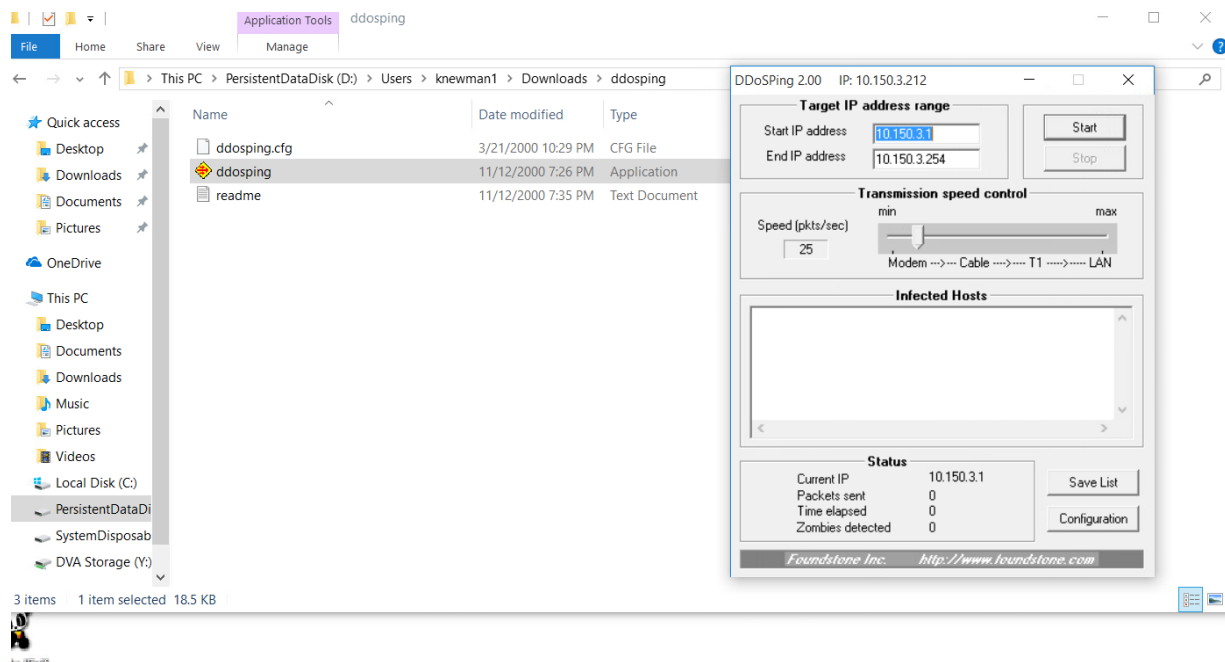 Application Tools ddosping
File Home Share View Manage
This PC > PersistentDataDisk (D:) > Users > knewman1 > Downloads > ddosping
Quick access
Desktop
Downloads
Documents
Pictures
OneDrive
This PC
Desktop
Documents
Downloads
Music
Pictures
Videos
Local Disk (C:)
PersistentDataDi
SystemDisposab
DVA Storage (Y:)
Name Date modified Type
ddosping.cfg 3/21/2000 10:29 PM CFG File
ddosping 11/12/2000 7:26 PM Application
readme 11/12/2000 7:35 PM Text Document
3 items 1 item selected 18.5 KB
DDoSPing 2.00 IP: 10.150.3.212
Target IP address range
Start IP address 10.150.3.1
End IP address 10.150.3.254
Start
Stop
Transmission speed control
min max
Speed (pkts/sec)
25
Modem --->--- Cable ---->---- T1 ----->----- LAN
Infected Hosts
Status
Current IP 10.150.3.1
Packets sent 0
Time elapsed 0
Zombies detected 0
Save List
Configuration
Foundstone Inc. http://www.foundstone.com